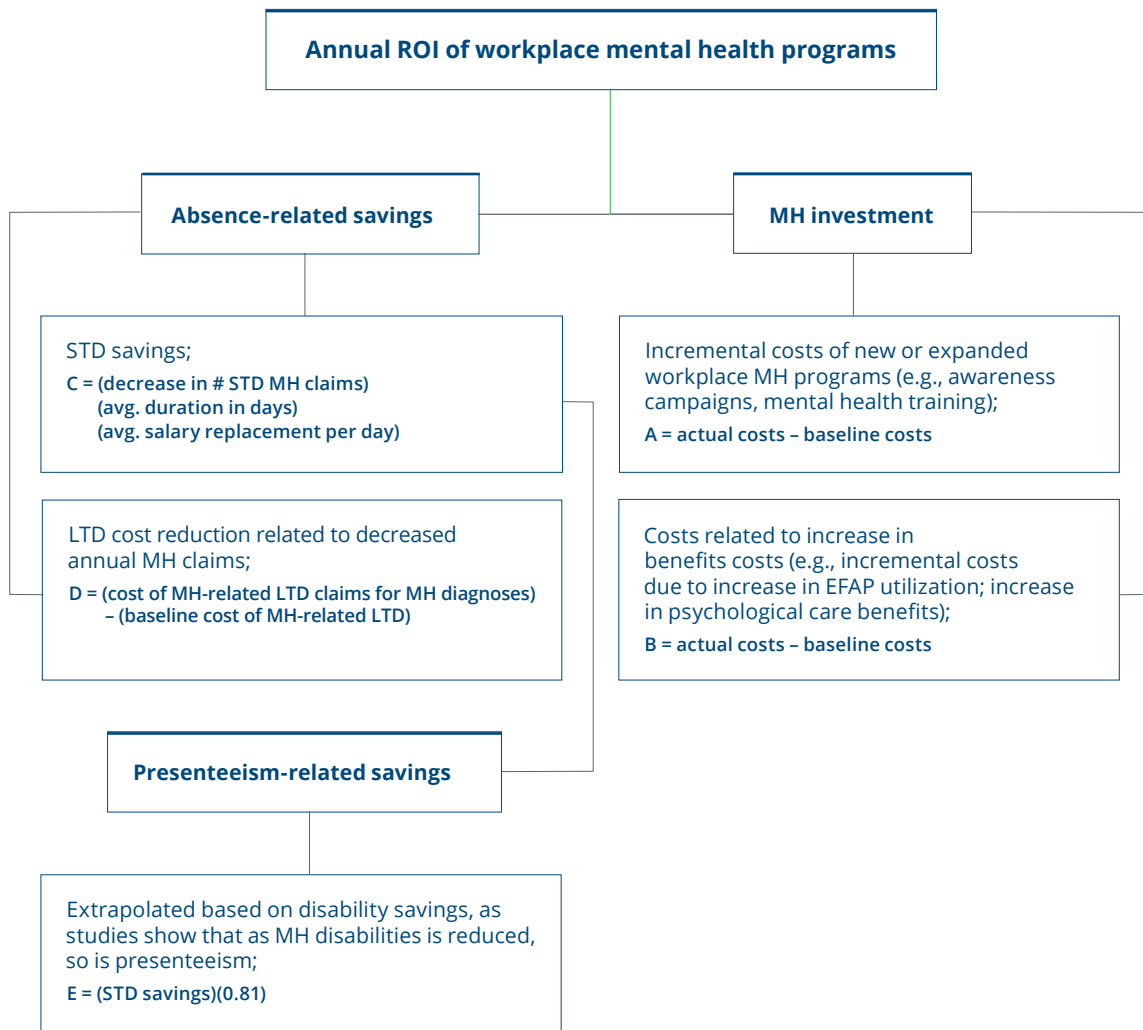 Annual ROI of workplace mental health programs
Absence-related savings
STD savings;
C = (decrease in # STD MH claims)
(avg. duration in days)
(avg. salary replacement per day)
LTD cost reduction related to decreased
annual MH claims;
D = (cost of MH-related LTD claims for MH diagnoses)
– (baseline cost of MH-related LTD)
Presenteeism-related savings
Extrapolated based on disability savings, as
studies show that as MH disabilities is reduced,
so is presenteeism;
E = (STD savings)(0.81)
MH investment
Incremental costs of new or expanded
workplace MH programs (e.g., awareness
campaigns, mental health training);
A = actual costs – baseline costs
Costs related to increase in
benefits costs (e.g., incremental costs
due to increase in EFAP utilization; increase
in psychological care benefits);
B = actual costs – baseline costs